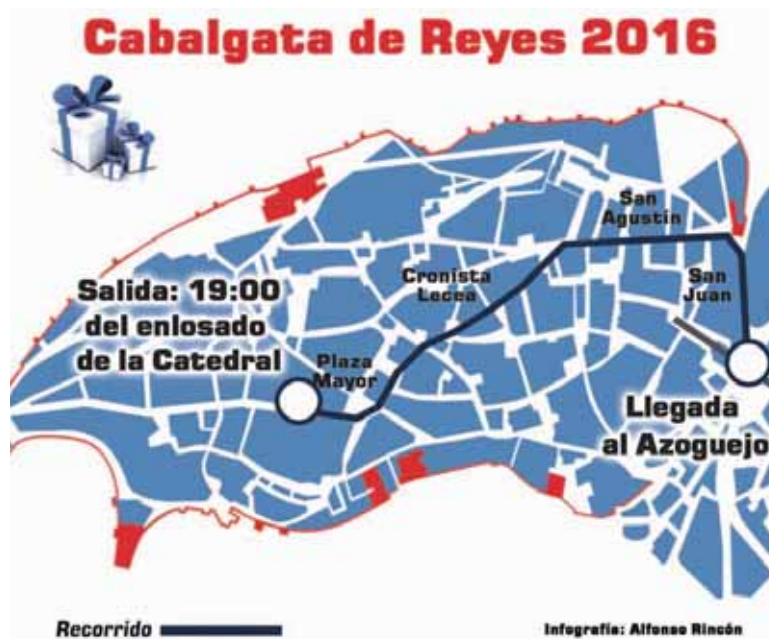 Cabalgata de Reyes 2016
San
Agustín
Cronista
Lecea
San
Juan
Salida: 19:00
del enlosado
de la Catedral
Plaza
Mayor
Llegada
al Azoguejo
Recorrido
Infografía: Alfonso Rincón